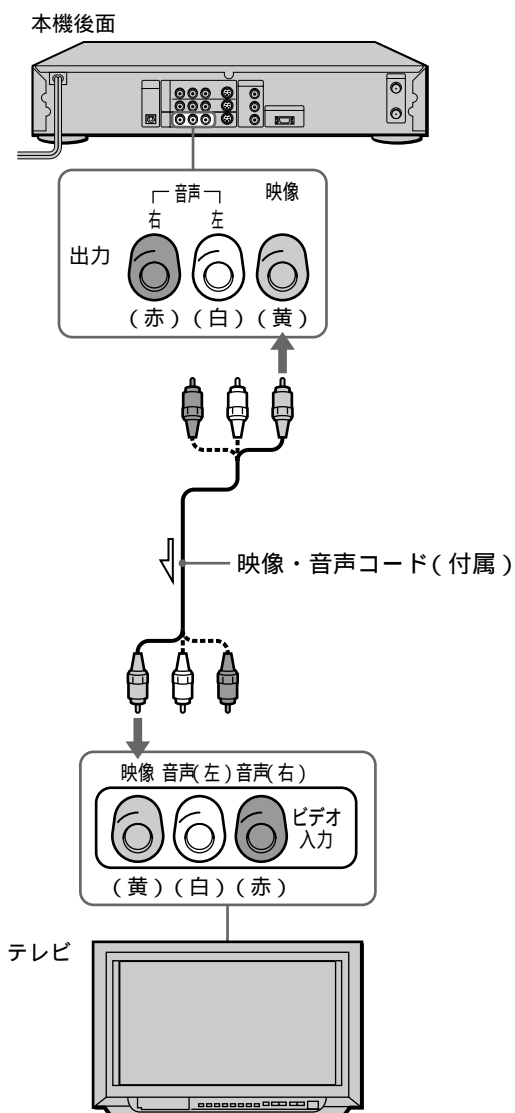 本機後面
音声 映像
右 左
出力
(赤)(白)(黄)
映像・音声コード(付属)
映像 音声(左)音声(右)
ビデオ
入力
(黄)(白)(赤)
テレビ